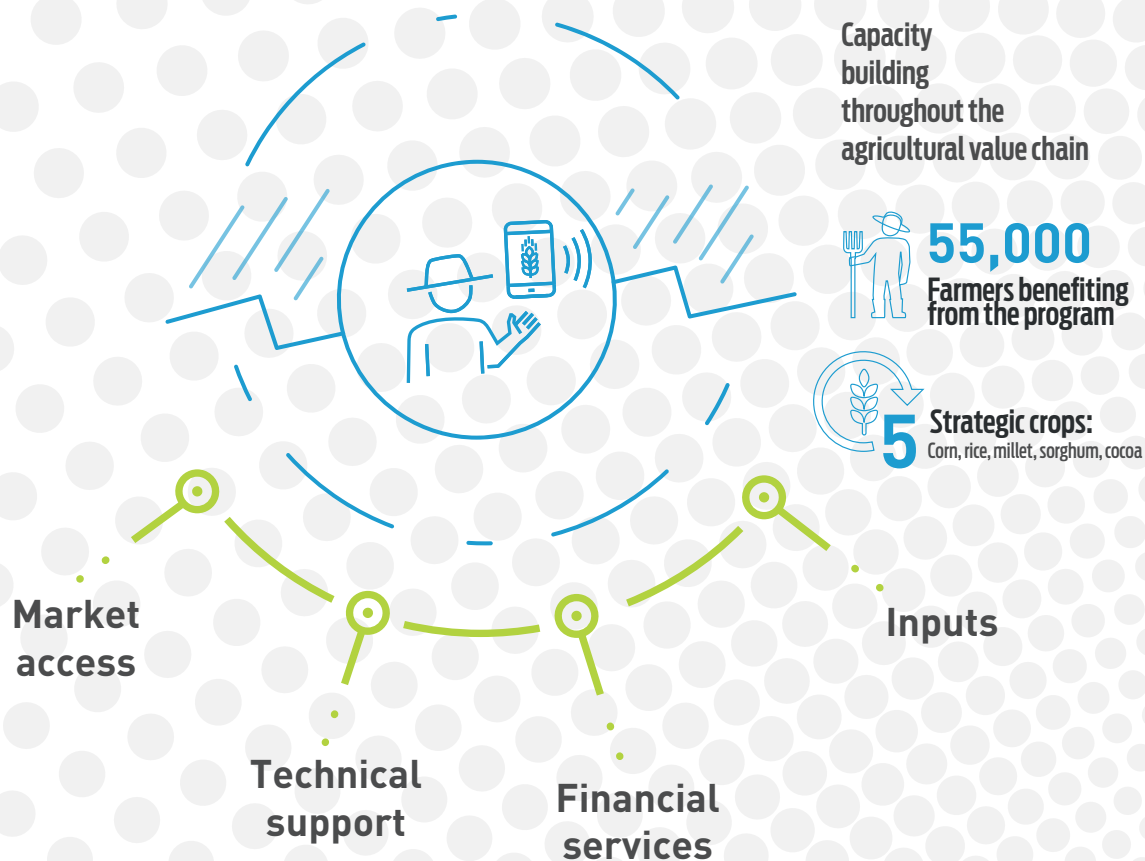 Capacity
building
throughout the
agricultural value chain
55,000
Farmers benefiting
from the program
5
Strategic crops:
Corn, rice, millet, sorghum, cocoa
Market
access
Technical
support
Financial
services
Inputs